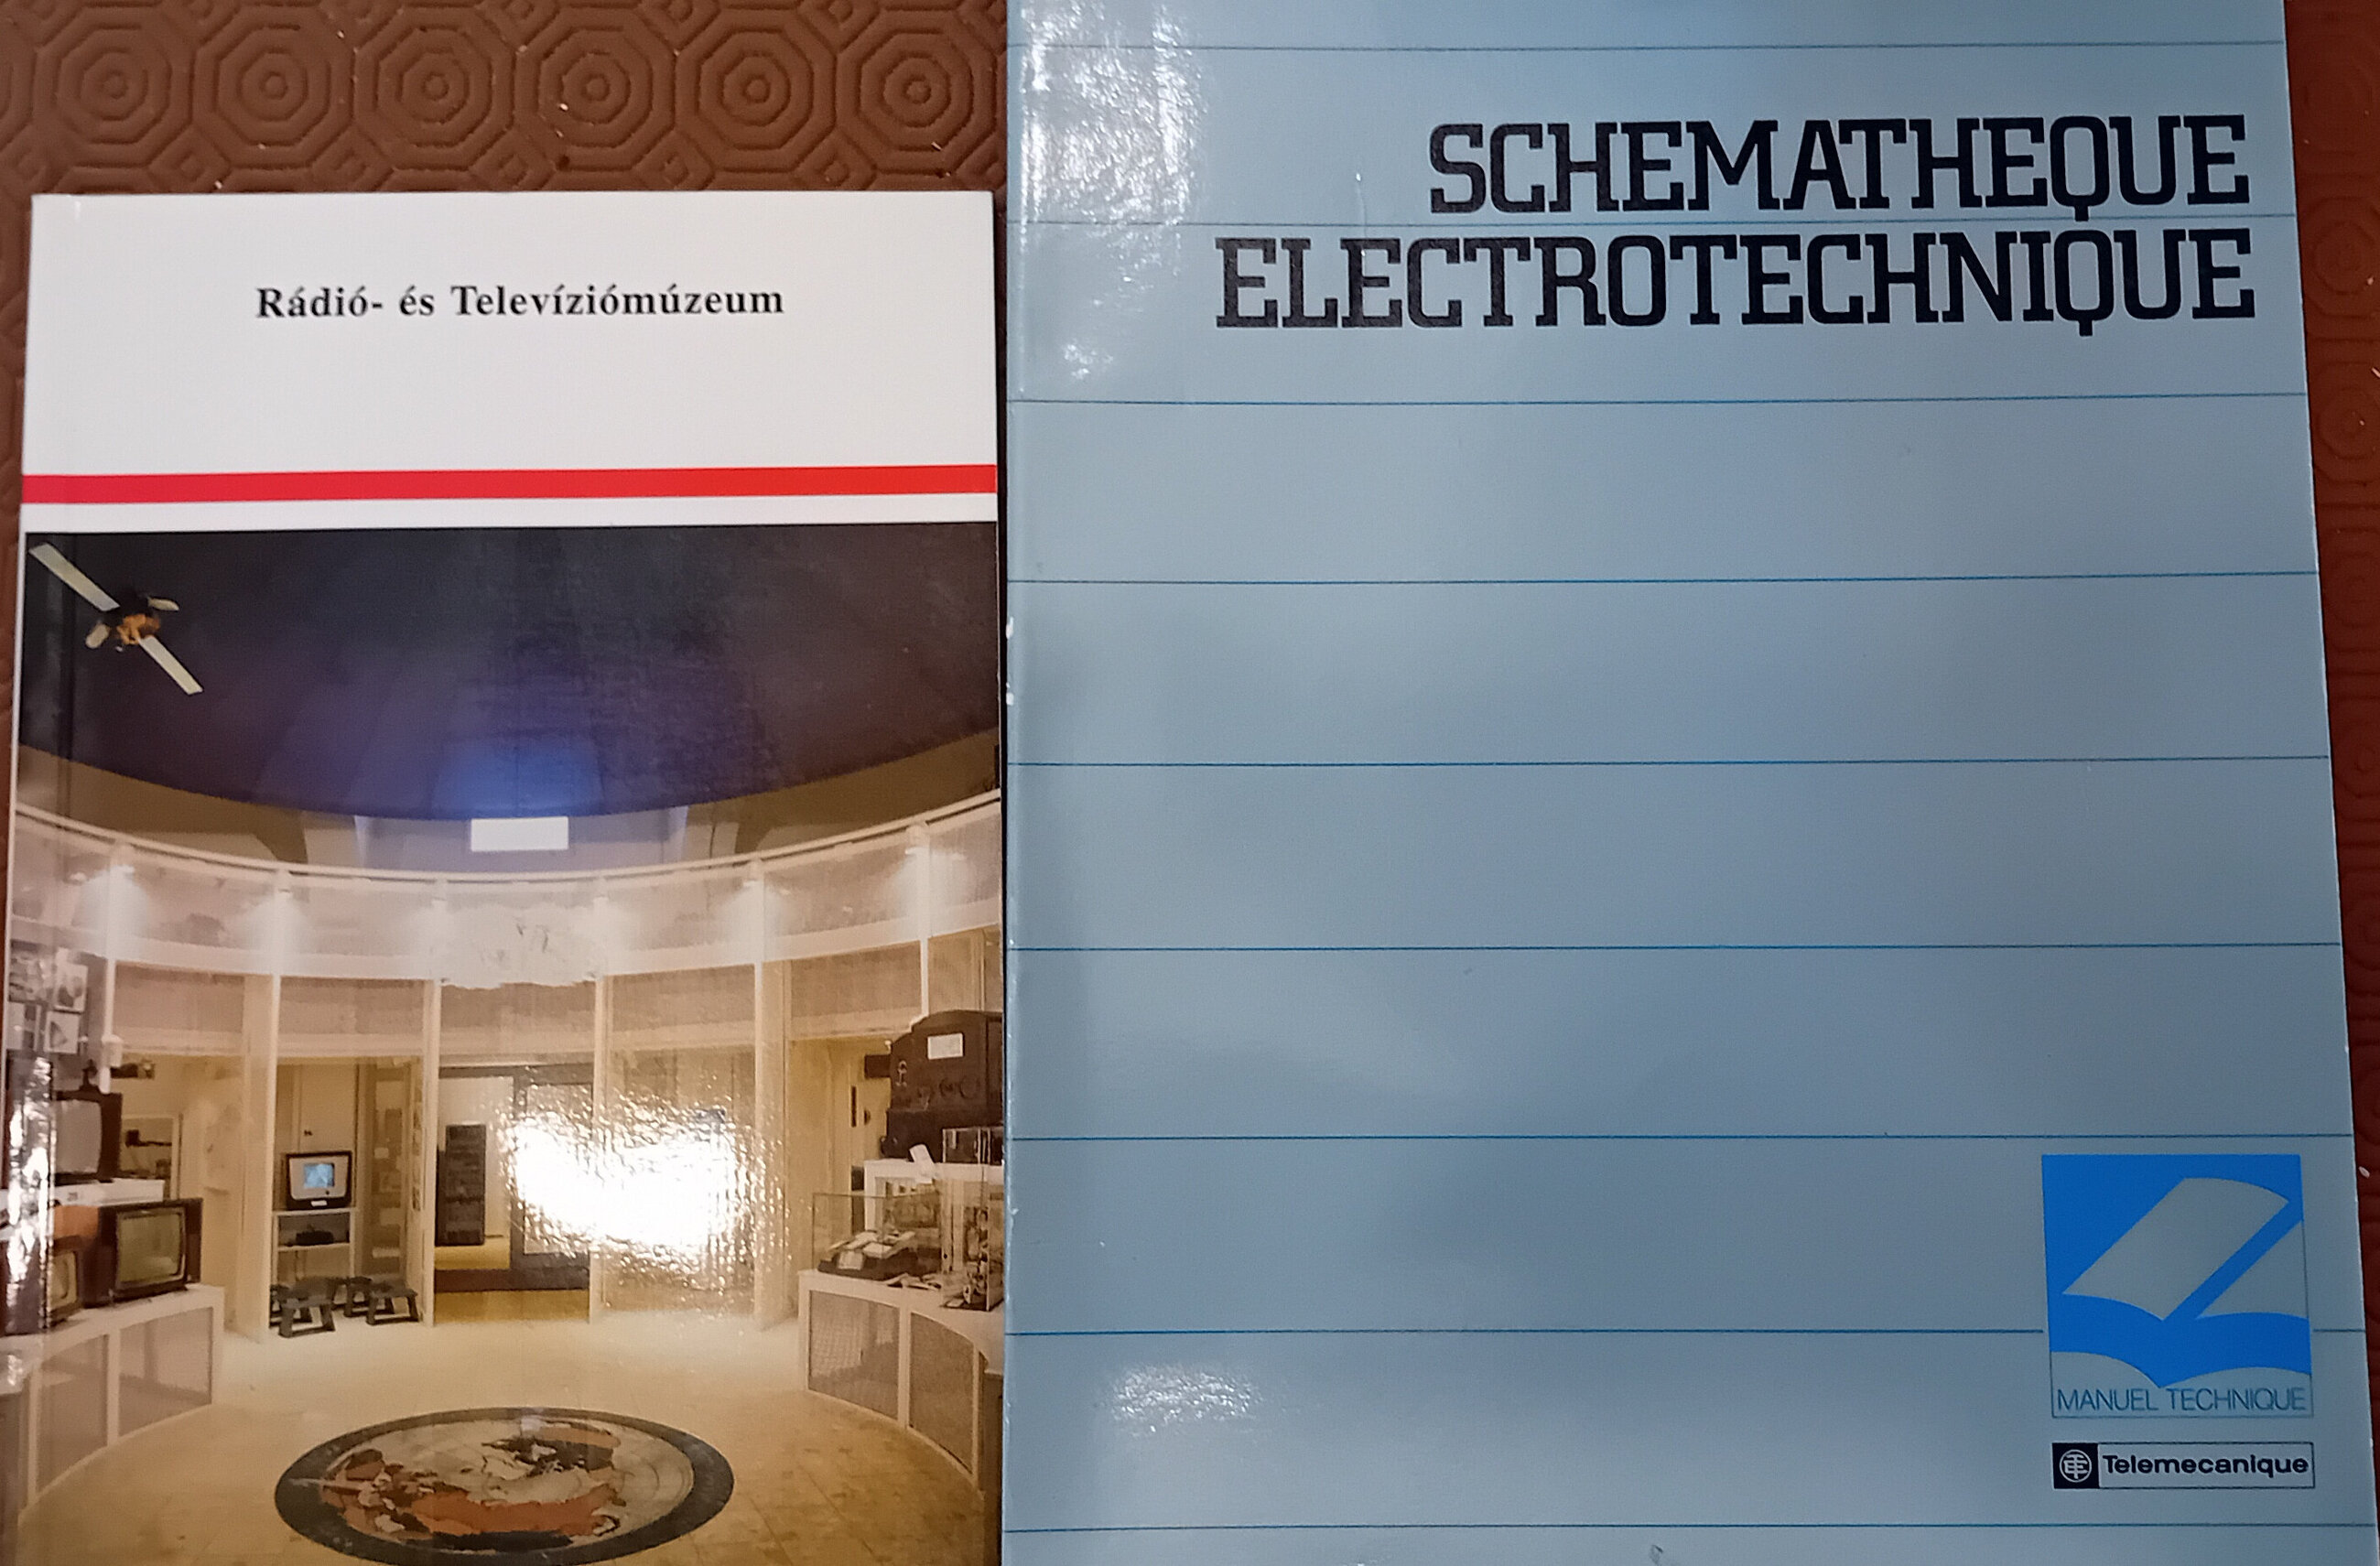 Rádió- és Televíziómúzeum
SCHEMATHEQUE
ELECTROTECHNIQUE
MANUEL TECHNIQUE
Telemecanique